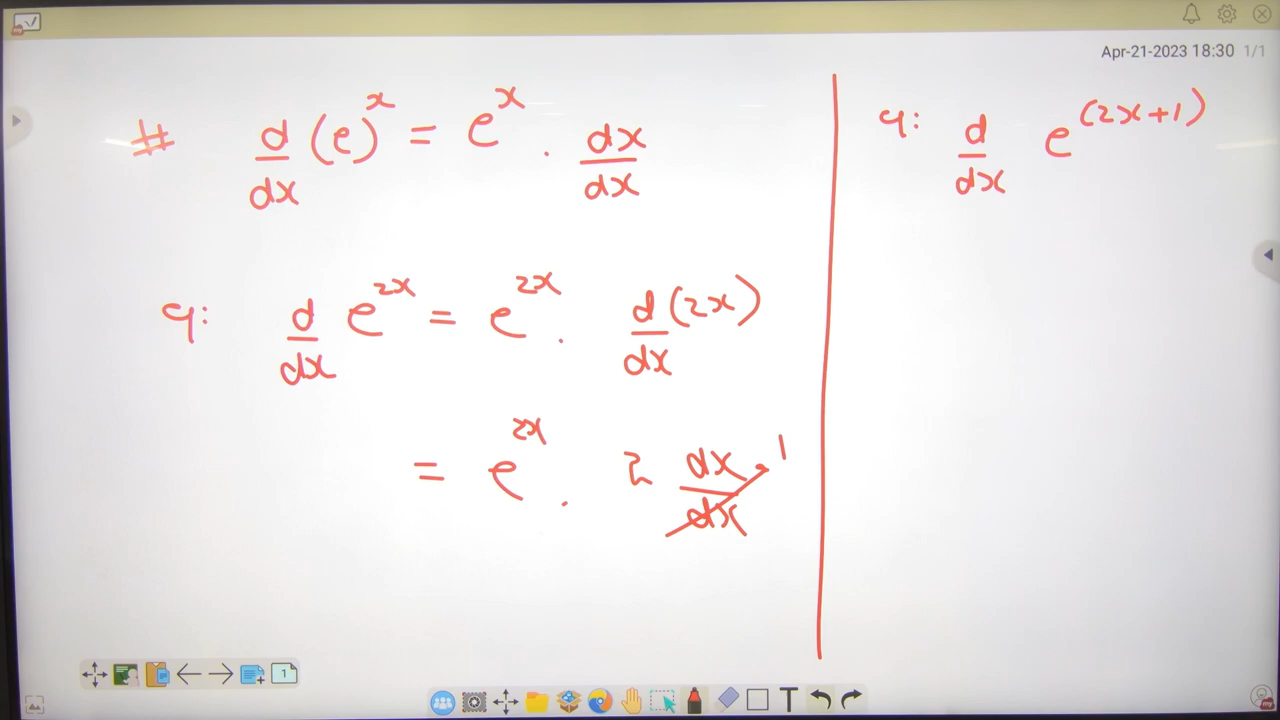 Apr-21-2023 18:30 1/1
# d/dx (e)^x = e^x . dx/dx
q: d/dx e^2x = e^2x . d/dx (2x)
= e^2x . 2 dx/dx 1
q: d/dx e^(2x+1)
1
T